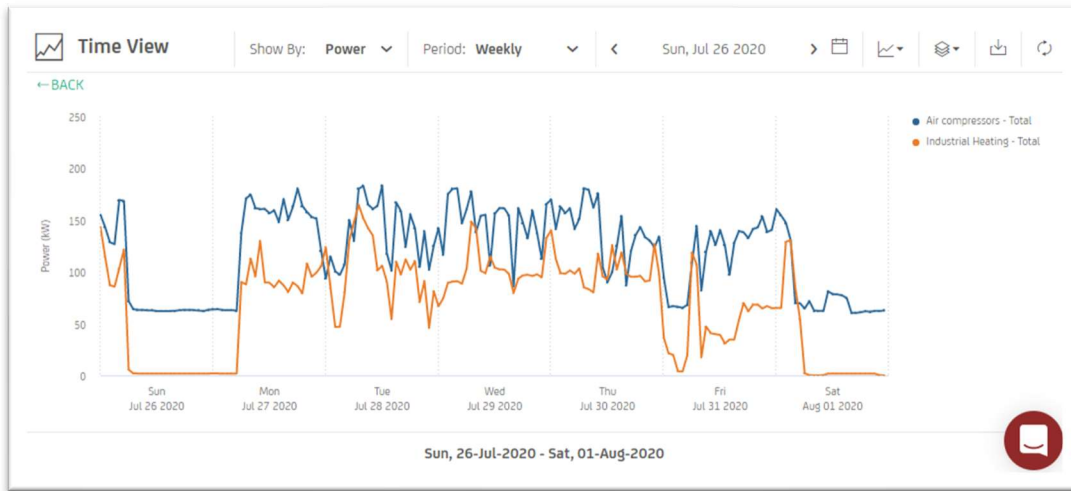 Time View
Show By: Power
Period: Weekly
Sun, Jul 26 2020
←BACK
250
200
150
100
50
0
Power (kW)
Air compressors - Total
Industrial Heating - Total
Sun
Jul 26 2020
Mon
Jul 27 2020
Tue
Jul 28 2020
Wed
Jul 29 2020
Thu
Jul 30 2020
Fri
Jul 31 2020
Sat
Aug 01 2020
Sun, 26-Jul-2020 - Sat, 01-Aug-2020